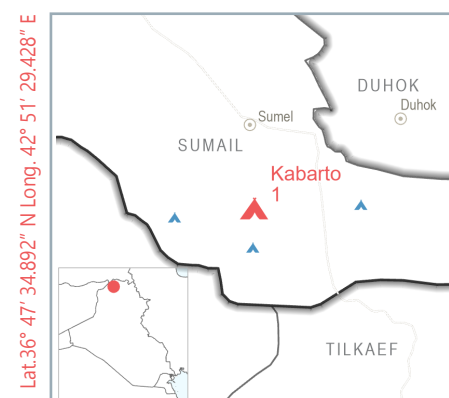 Lat.36° 47' 34.892" N Long. 42° 51' 29.428" E
DUHOK
Duhok
Sumel
SUMAIL
Kabarto
1
TILKAEF